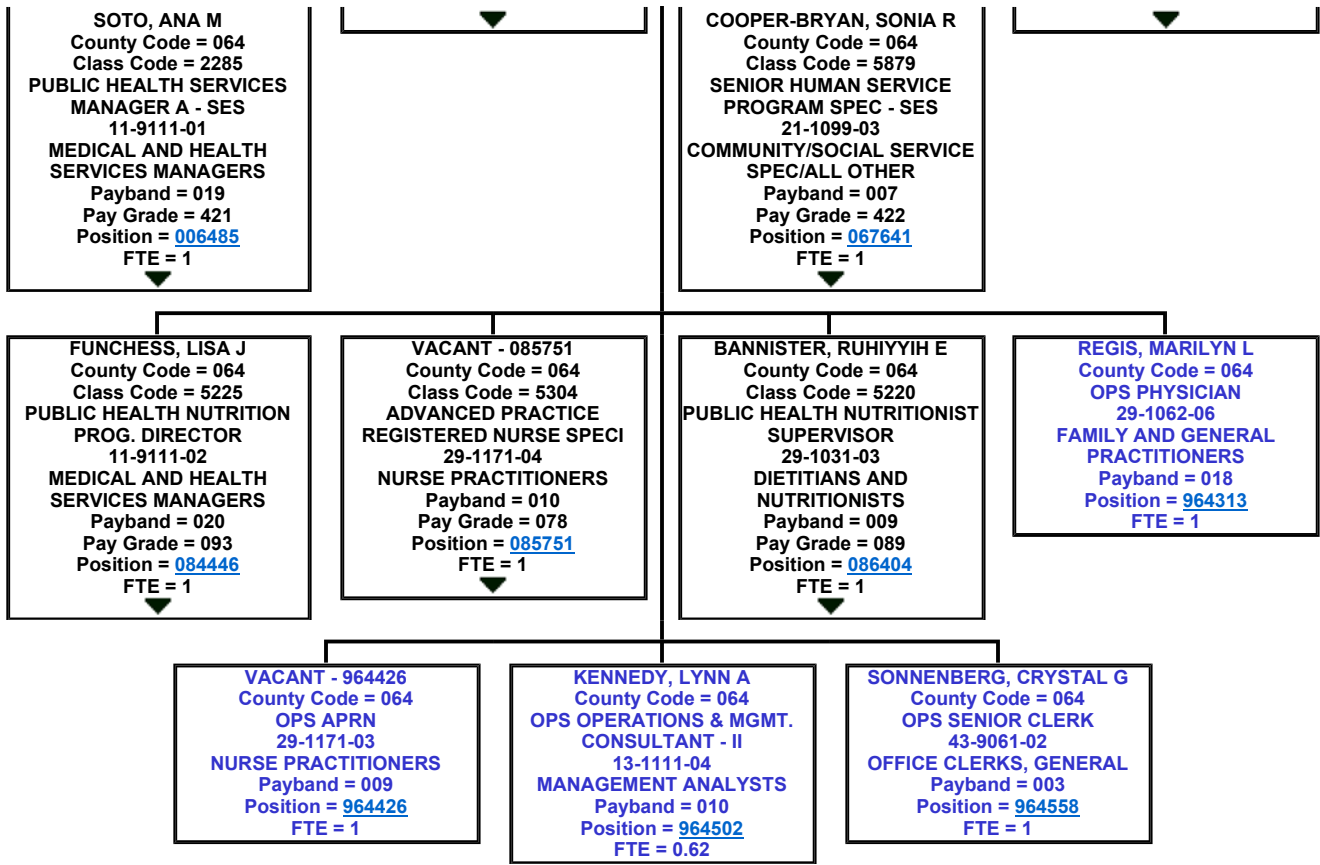 SOTO, ANA M
County Code = 064
Class Code = 2285
PUBLIC HEALTH SERVICES
MANAGER A - SES
11-9111-01
MEDICAL AND HEALTH
SERVICES MANAGERS
Payband = 019
Pay Grade = 421
Position = 006485
FTE = 1
COOPER-BRYAN, SONIA R
County Code = 064
Class Code = 5879
SENIOR HUMAN SERVICE
PROGRAM SPEC - SES
21-1099-03
COMMUNITY/SOCIAL SERVICE
SPEC/ALL OTHER
Payband = 007
Pay Grade = 422
Position = 067641
FTE = 1
FUNCHESS, LISA J
County Code = 064
Class Code = 5225
PUBLIC HEALTH NUTRITION
PROG. DIRECTOR
11-9111-02
MEDICAL AND HEALTH
SERVICES MANAGERS
Payband = 020
Pay Grade = 093
Position = 084446
FTE = 1
VACANT - 085751
County Code = 064
Class Code = 5304
ADVANCED PRACTICE
REGISTERED NURSE SPECI
29-1171-04
NURSE PRACTITIONERS
Payband = 010
Pay Grade = 078
Position = 085751
FTE = 1
BANNISTER, RUHIYYIH E
County Code = 064
Class Code = 5220
PUBLIC HEALTH NUTRITIONIST
SUPERVISOR
29-1031-03
DIETITIANS AND
NUTRITIONISTS
Payband = 009
Pay Grade = 089
Position = 086404
FTE = 1
REGIS, MARILYN L
County Code = 064
OPS PHYSICIAN
29-1062-06
FAMILY AND GENERAL
PRACTITIONERS
Payband = 018
Position = 964313
FTE = 1
VACANT - 964426
County Code = 064
OPS APRN
29-1171-03
NURSE PRACTITIONERS
Payband = 009
Position = 964426
FTE = 1
KENNEDY, LYNN A
County Code = 064
OPS OPERATIONS & MGMT.
CONSULTANT - II
13-1111-04
MANAGEMENT ANALYSTS
Payband = 010
Position = 964502
FTE = 0.62
SONNENBERG, CRYSTAL G
County Code = 064
OPS SENIOR CLERK
43-9061-02
OFFICE CLERKS, GENERAL
Payband = 003
Position = 964558
FTE = 1